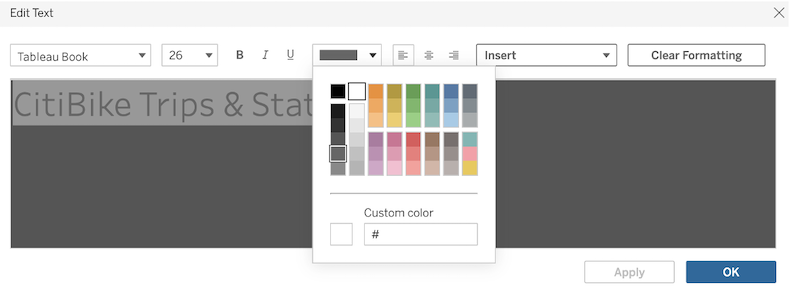 Edit Text
Tableau Book 26 B I U Insert Clear Formatting
CitiBike Trips & Stat
Custom color
#
Apply OK